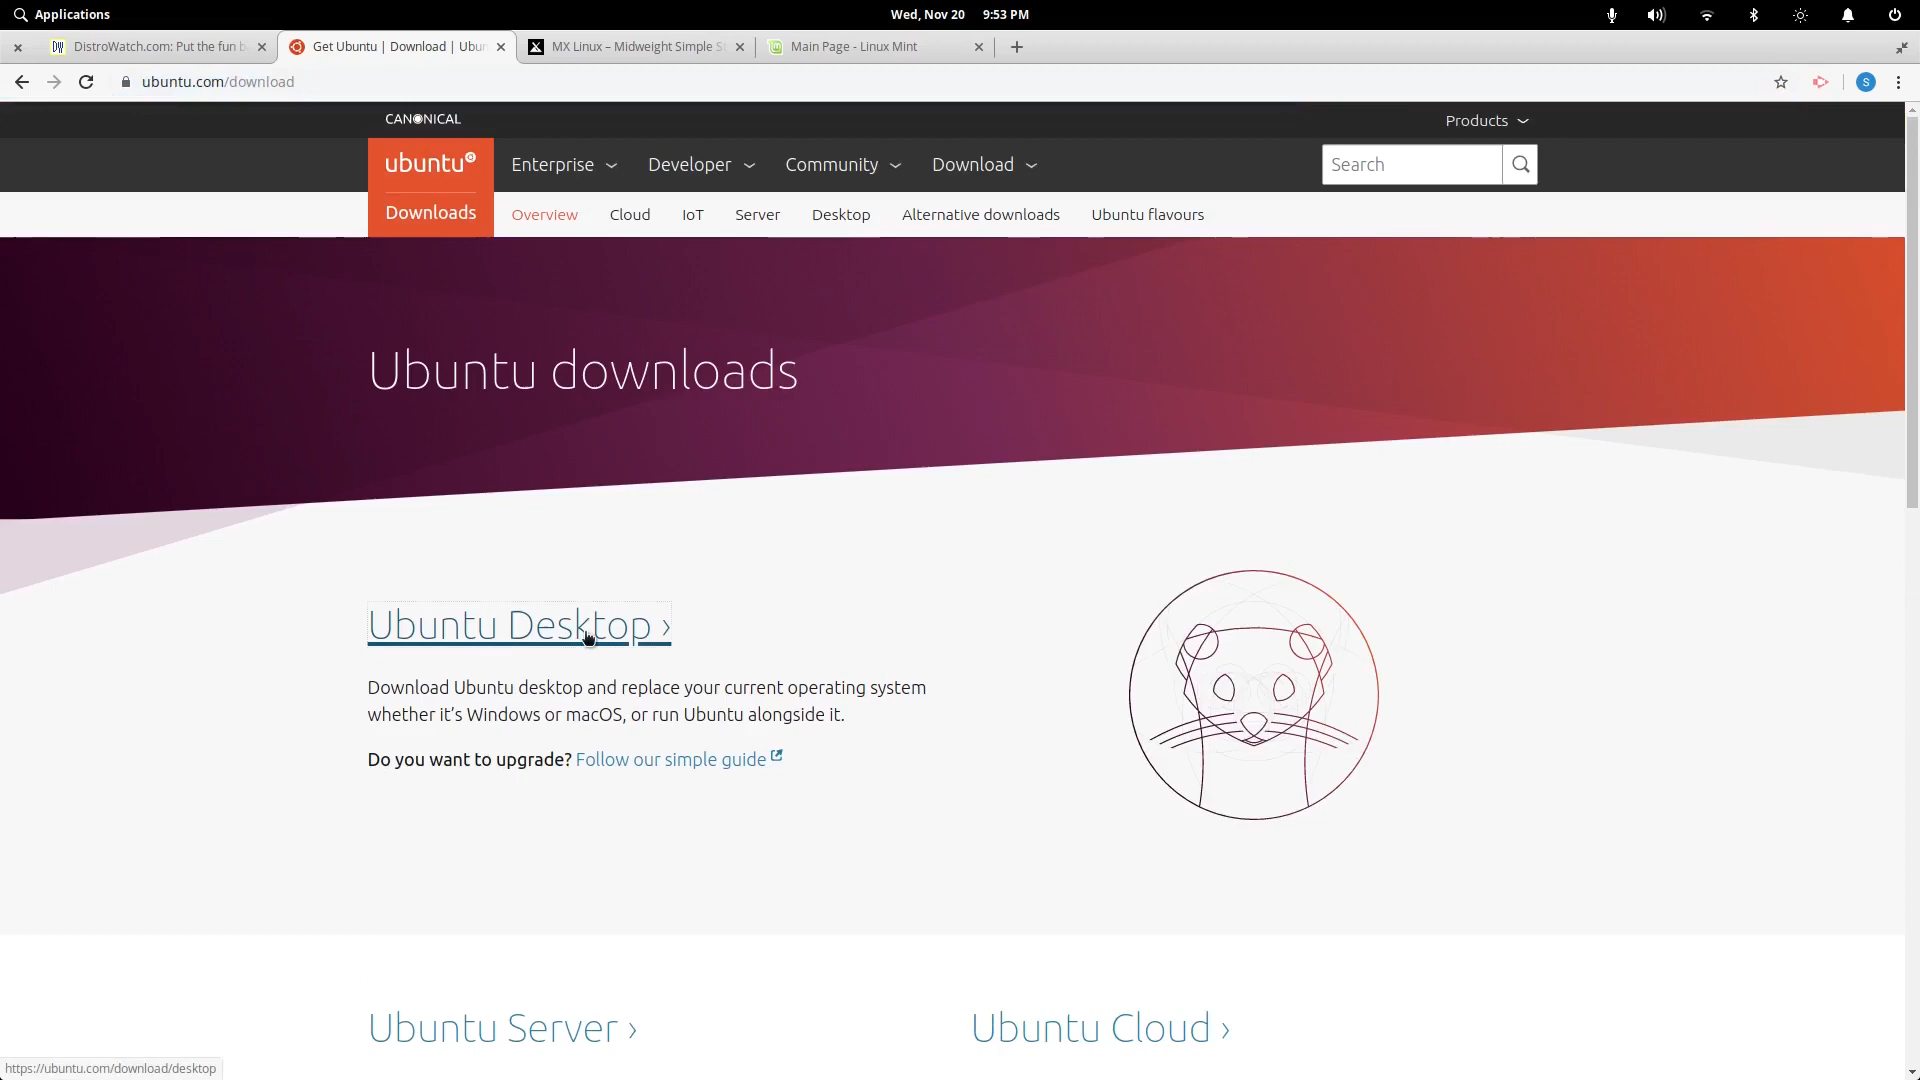 Applications
Wed, Nov 20 9:53 PM
DistroWatch.com: Put the fun b
Get Ubuntu | Download | Ubun
MX Linux – Midweight Simple S
Main Page - Linux Mint
ubuntu.com/download
S
CANONICAL
Products
ubuntu
Enterprise
Developer
Community
Download
Search
Downloads
Overview
Cloud
IoT
Server
Desktop
Alternative downloads
Ubuntu flavours
Ubuntu downloads
Ubuntu Desktop ›
Download Ubuntu desktop and replace your current operating system
whether it’s Windows or macOS, or run Ubuntu alongside it.
Do you want to upgrade? Follow our simple guide
Ubuntu Server ›
Ubuntu Cloud ›
https://ubuntu.com/download/desktop